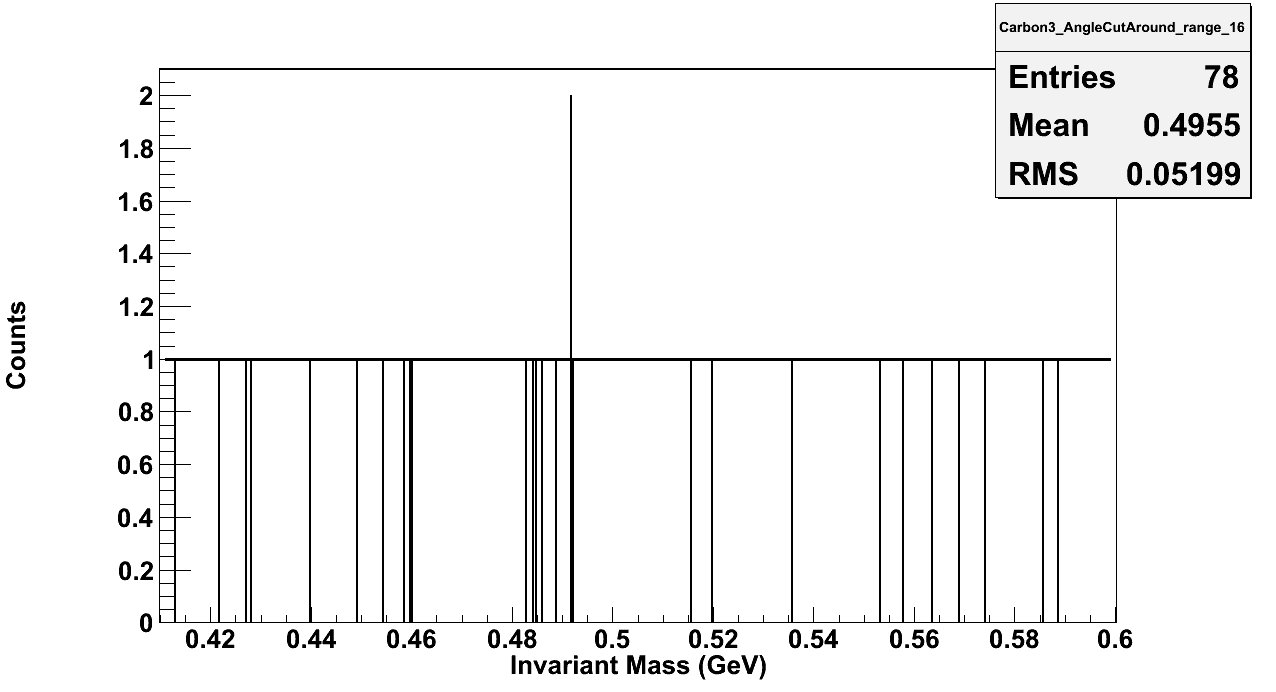 Carbon3_AngleCutAround_range_16
Entries 78
Mean 0.4955
RMS 0.05199
Counts
2
1.8
1.6
1.4
1.2
1
0.8
0.6
0.4
0.2
0
0.42 0.44 0.46 0.48 0.5 0.52 0.54 0.56 0.58 0.6
Invariant Mass (GeV)